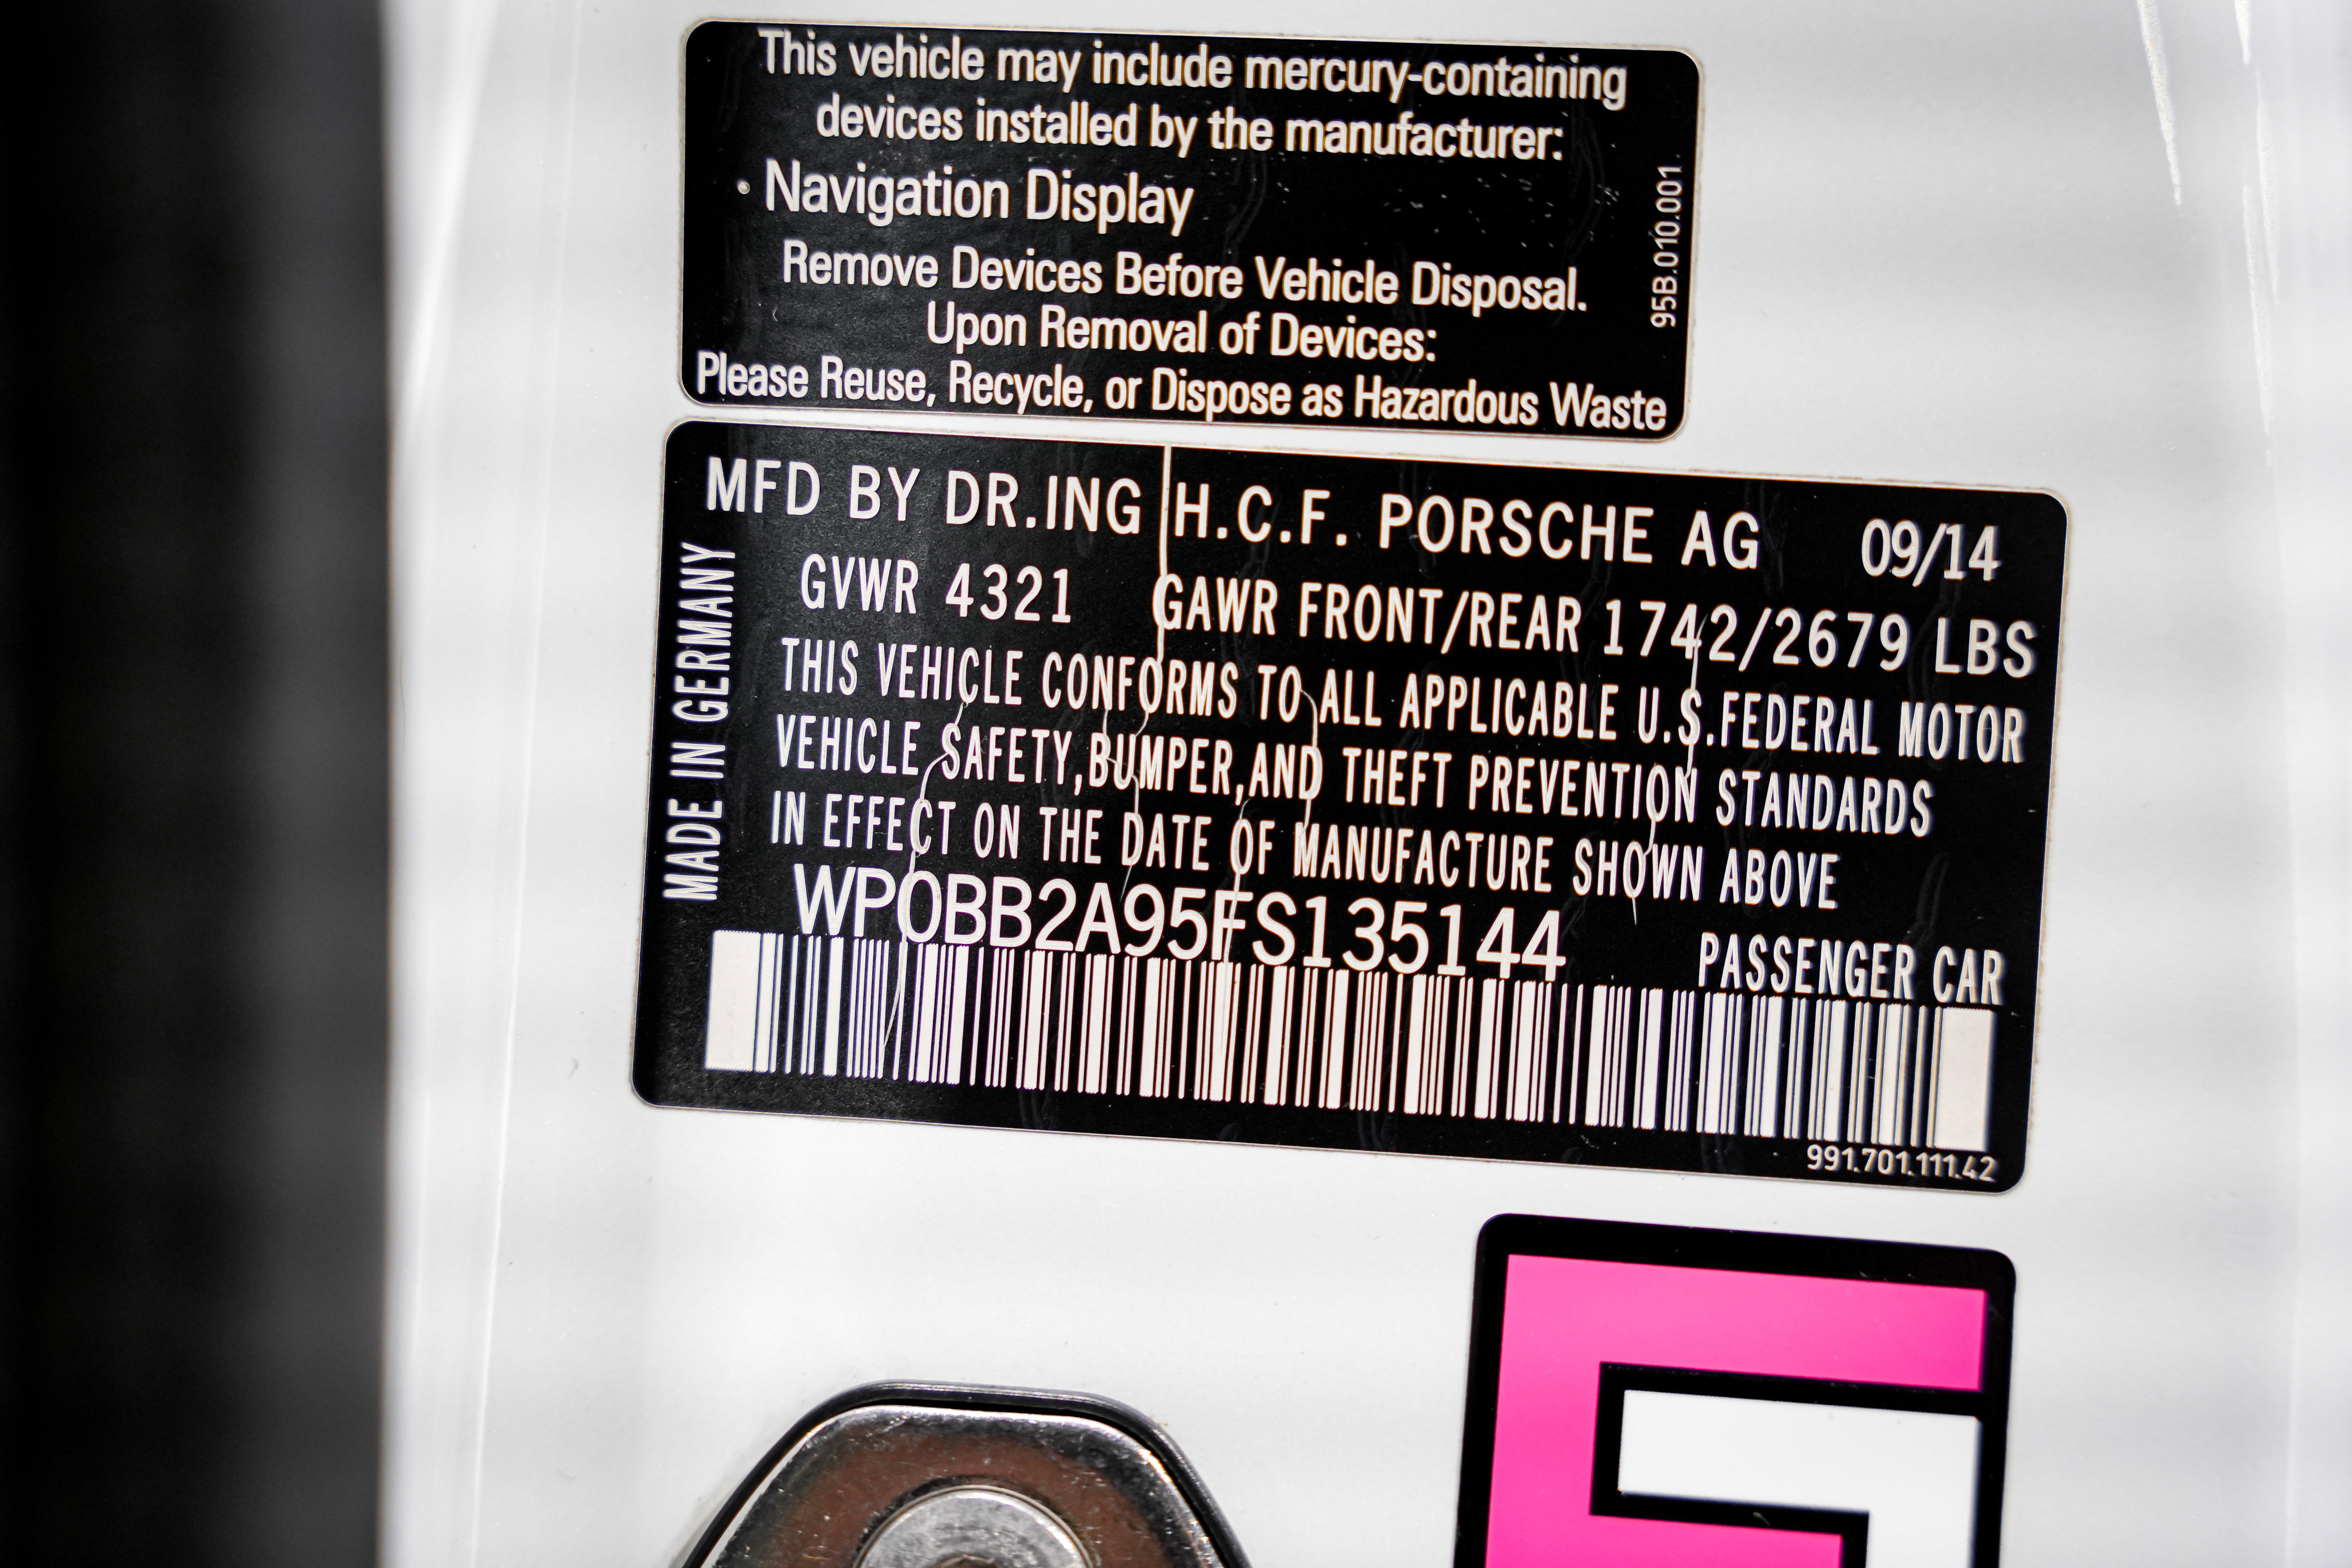 This vehicle may include mercury-containing
devices installed by the manufacturer:
· Navigation Display
Remove Devices Before Vehicle Disposal.
Upon Removal of Devices:
Please Reuse, Recycle, or Dispose as Hazardous Waste
95B.010.001
MFD BY DR.ING H.C.F. PORSCHE AG 09/14
GVWR 4321 GAWR FRONT/REAR 1742/2679 LBS
THIS VEHICLE CONFORMS TO ALL APPLICABLE U.S.FEDERAL MOTOR
VEHICLE SAFETY,BUMPER,AND THEFT PREVENTION STANDARDS
IN EFFECT ON THE DATE OF MANUFACTURE SHOWN ABOVE
WP0BB2A95FS135144
PASSENGER CAR
MADE IN GERMANY
991.701.111.42